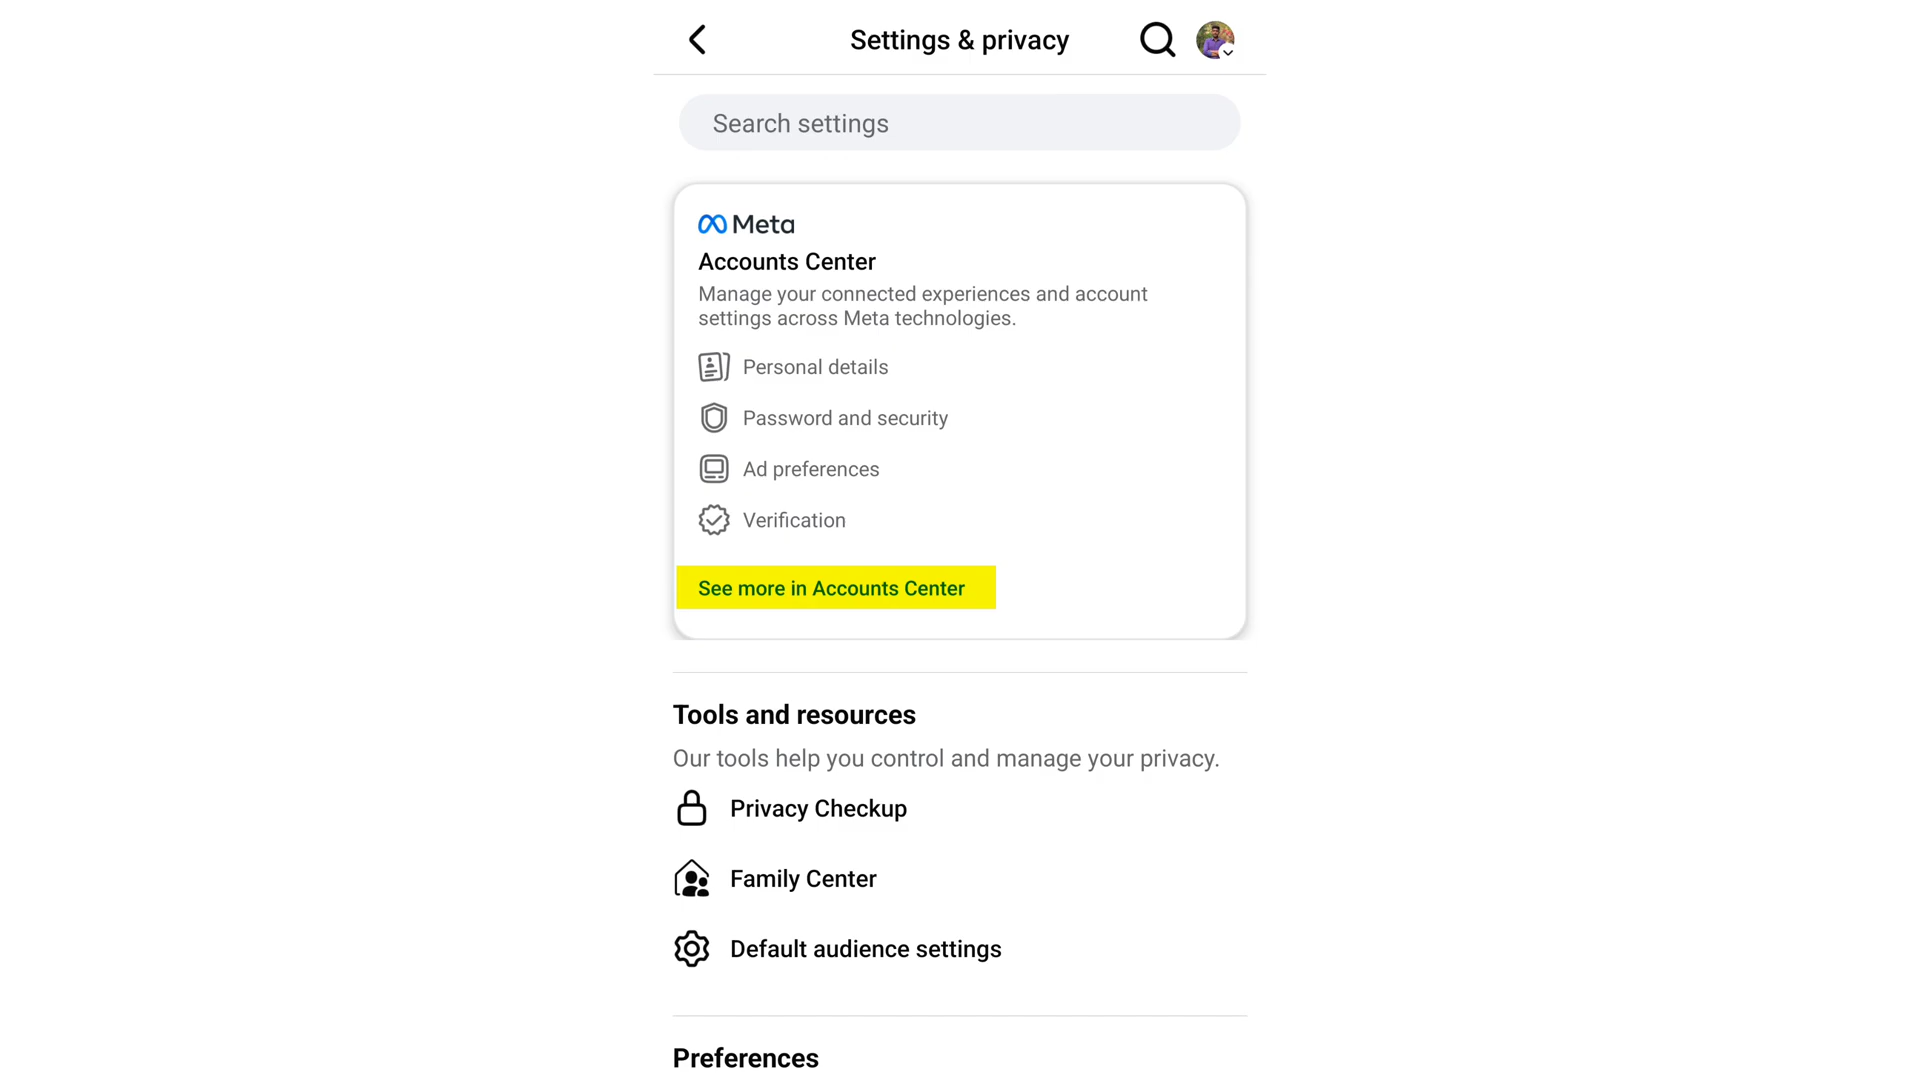 Settings & privacy
Search settings
Meta
Accounts Center
Manage your connected experiences and account
settings across Meta technologies.
Personal details
Password and security
Ad preferences
Verification
See more in Accounts Center
Tools and resources
Our tools help you control and manage your privacy.
Privacy Checkup
Family Center
Default audience settings
Preferences